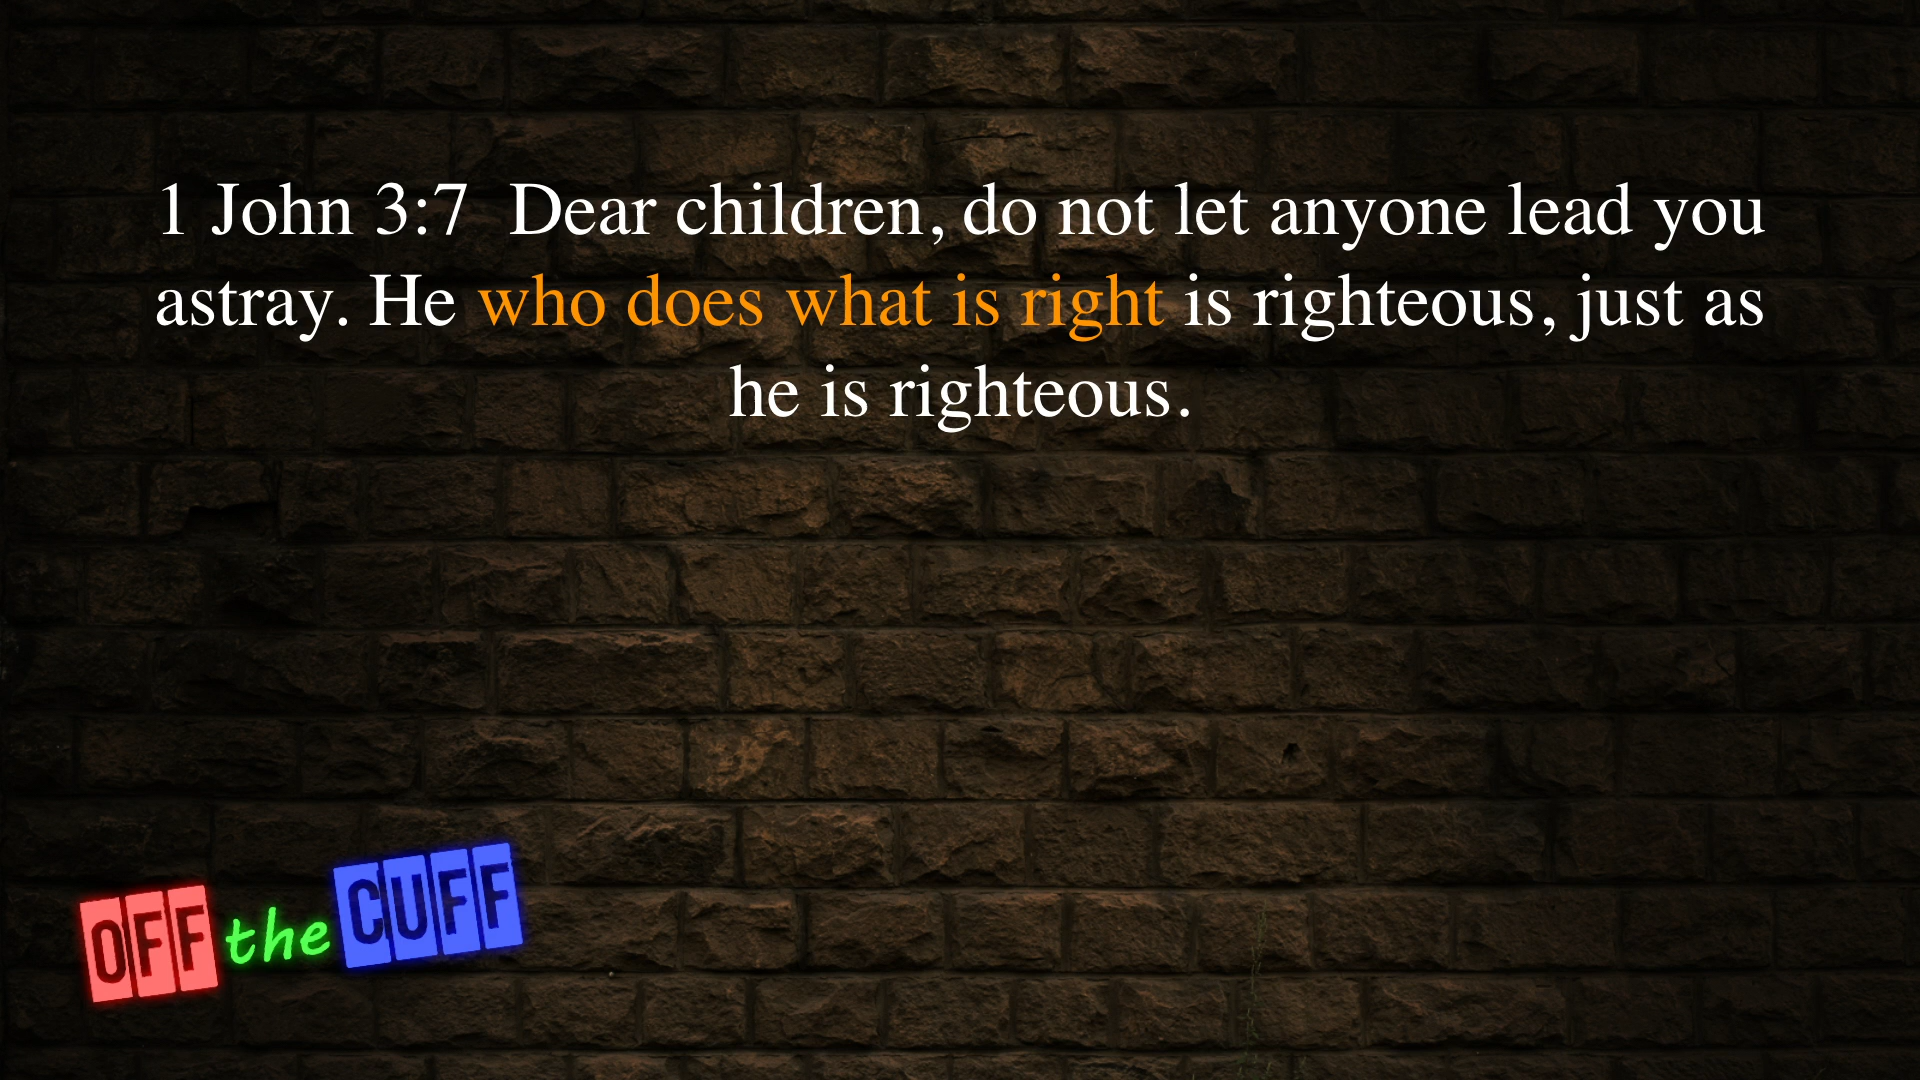 1 John 3:7  Dear children, do not let anyone lead you
astray. He who does what is right is righteous, just as
he is righteous.
OFF the CUFF